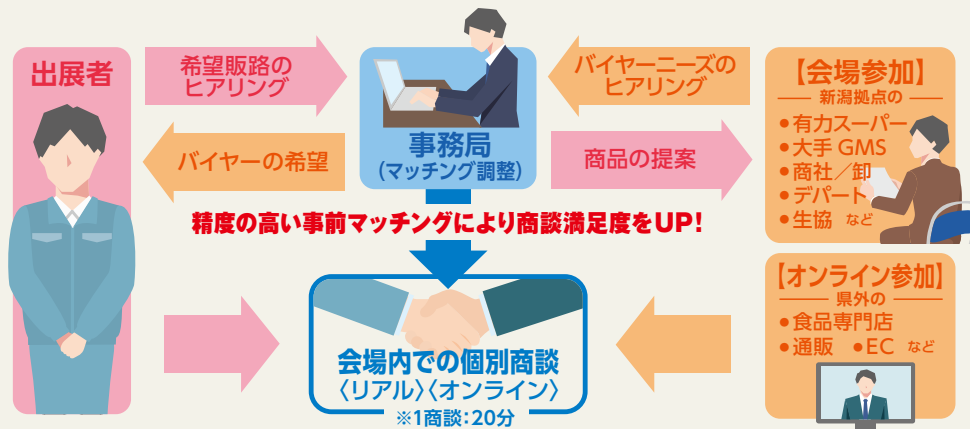 出展者
希望販路の
ヒアリング
バイヤーの希望
事務局
(マッチング調整)
バイヤーニーズの
ヒアリング
商品の提案
【会場参加】
新潟拠点の
●有力スーパー
●大手 GMS
●商社／卸
●デパート
●生協 など
精度の高い事前マッチングにより商談満足度をUP!
会場内での個別商談
〈リアル〉〈オンライン〉
※1商談:20分
【オンライン参加】
県外の
●食品専門店
●通販 ●EC など